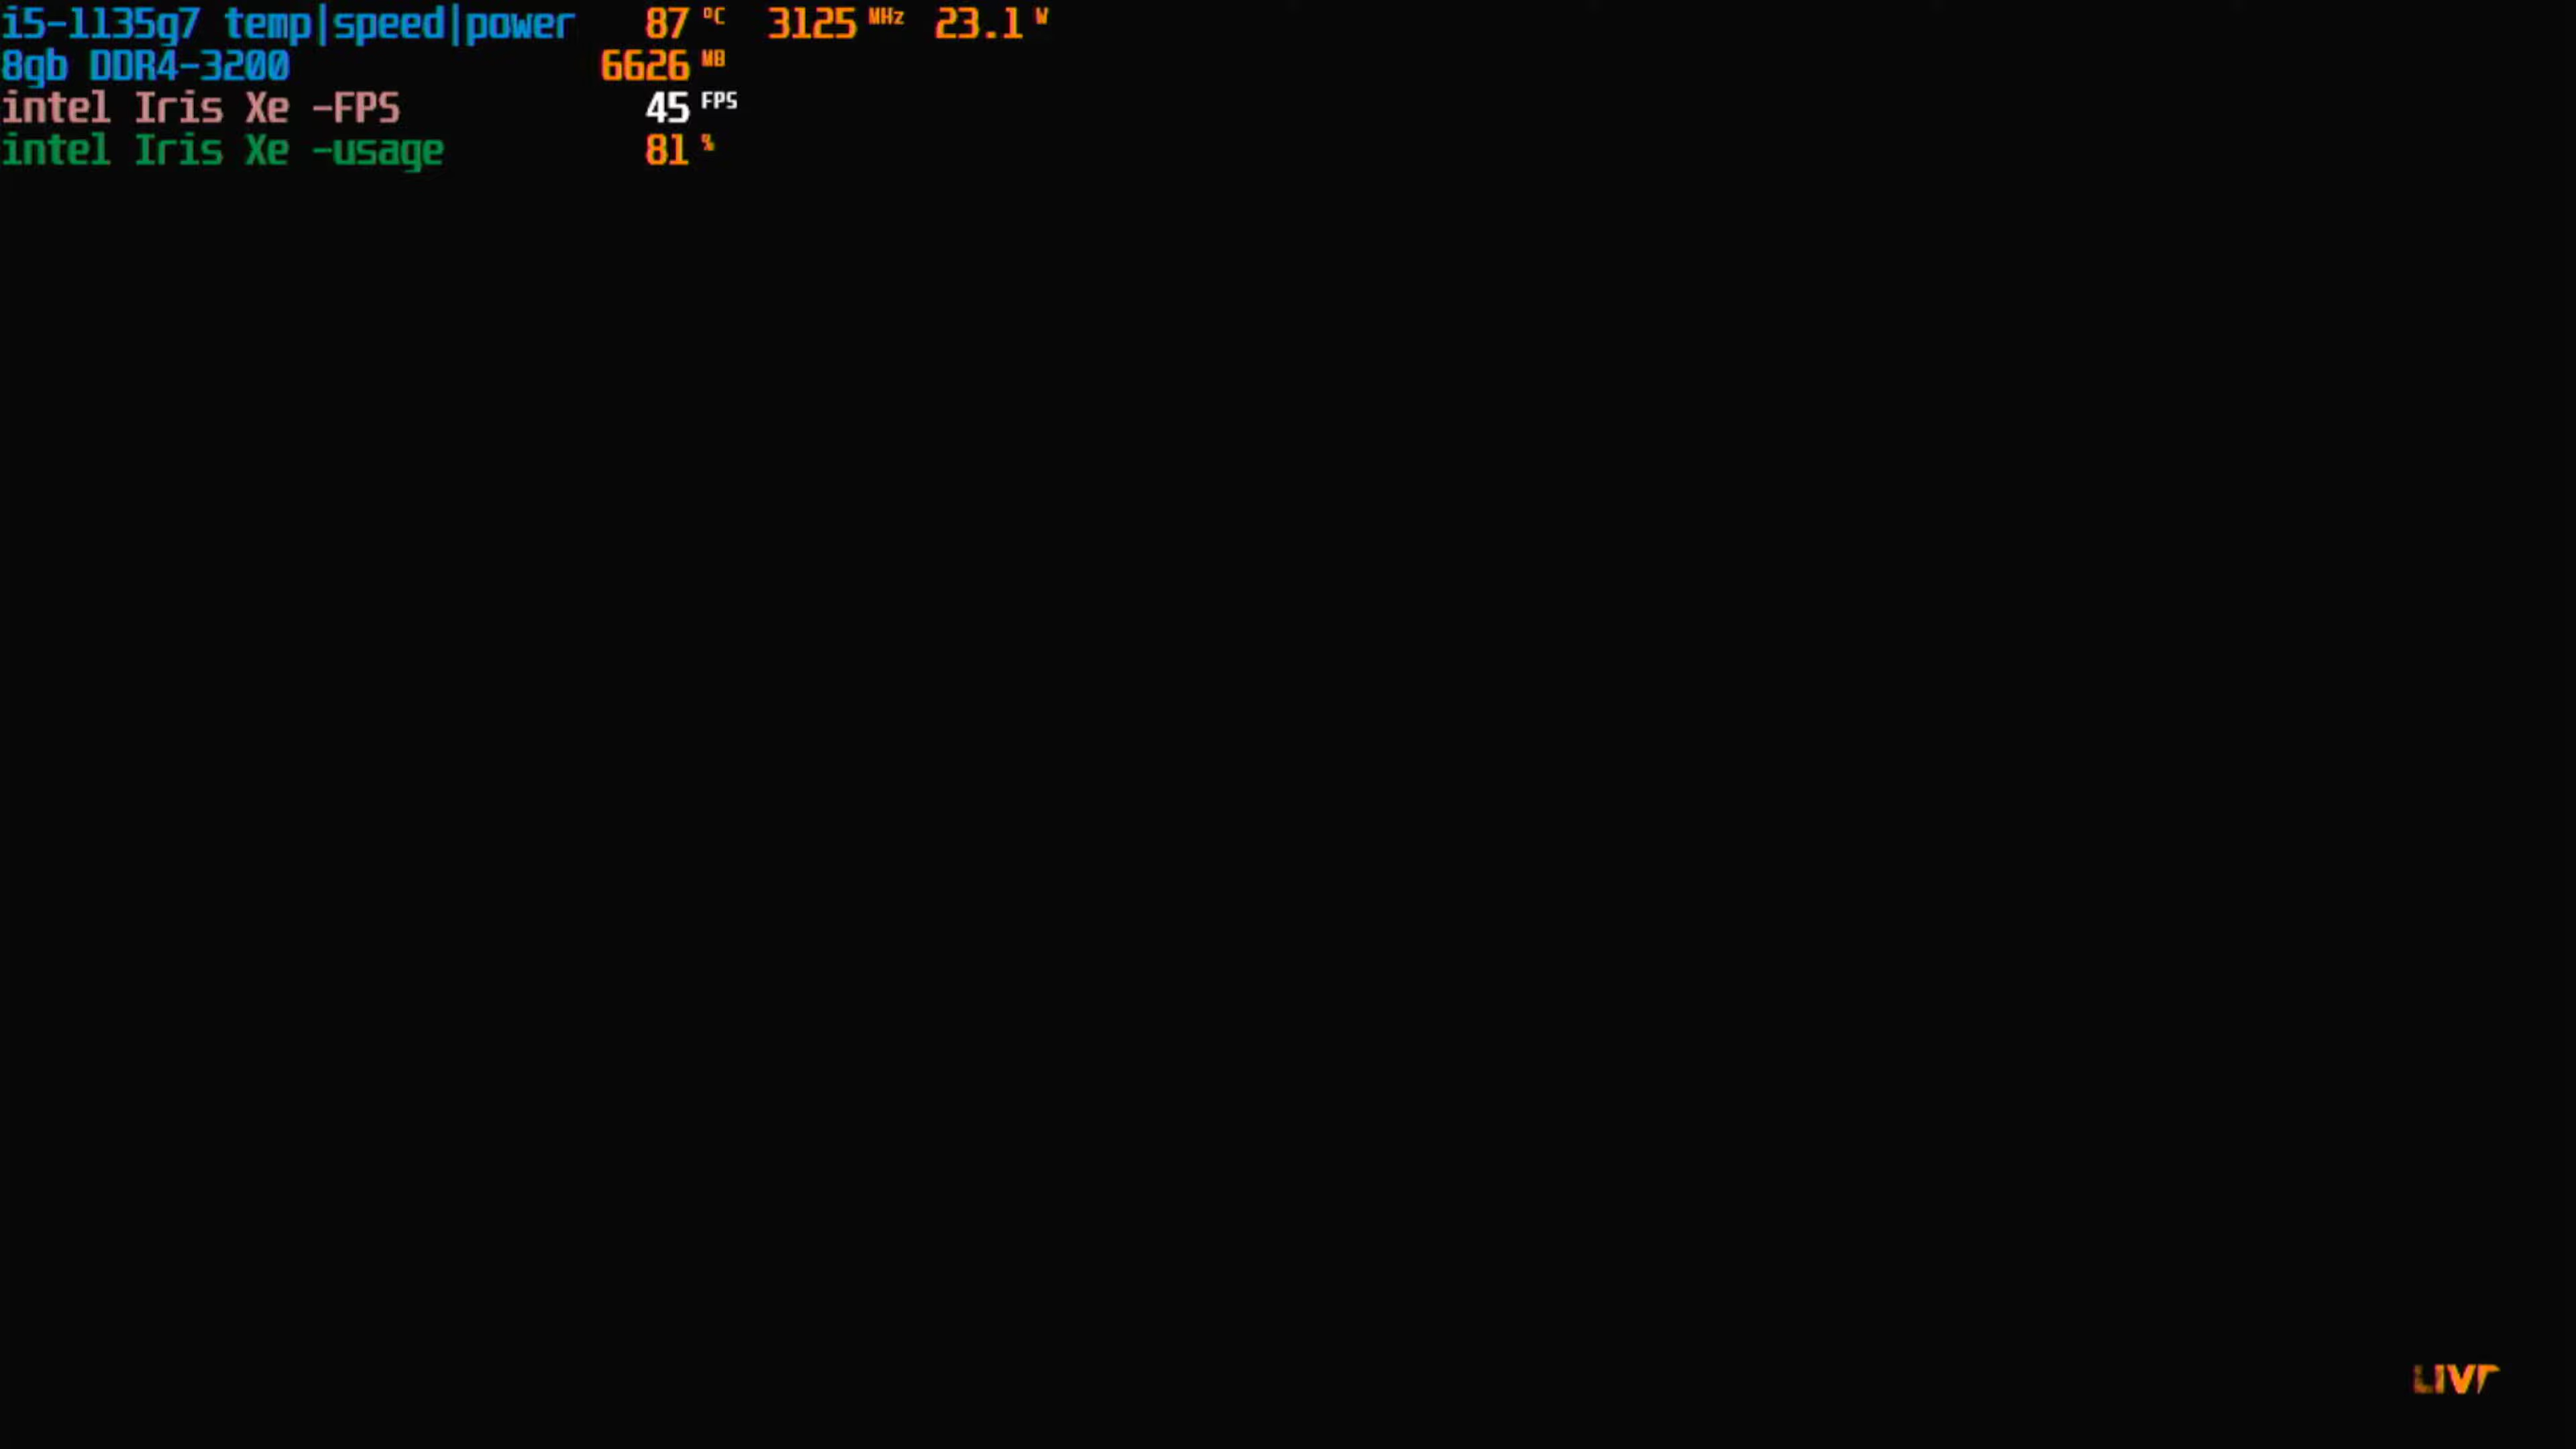 i5-1135g7 temp|speed|power 87 °C 3125 MHz 23.1 W
8gb DDR4-3200 6626 MB
intel Iris Xe -FPS 45 FPS
intel Iris Xe -usage 81 %